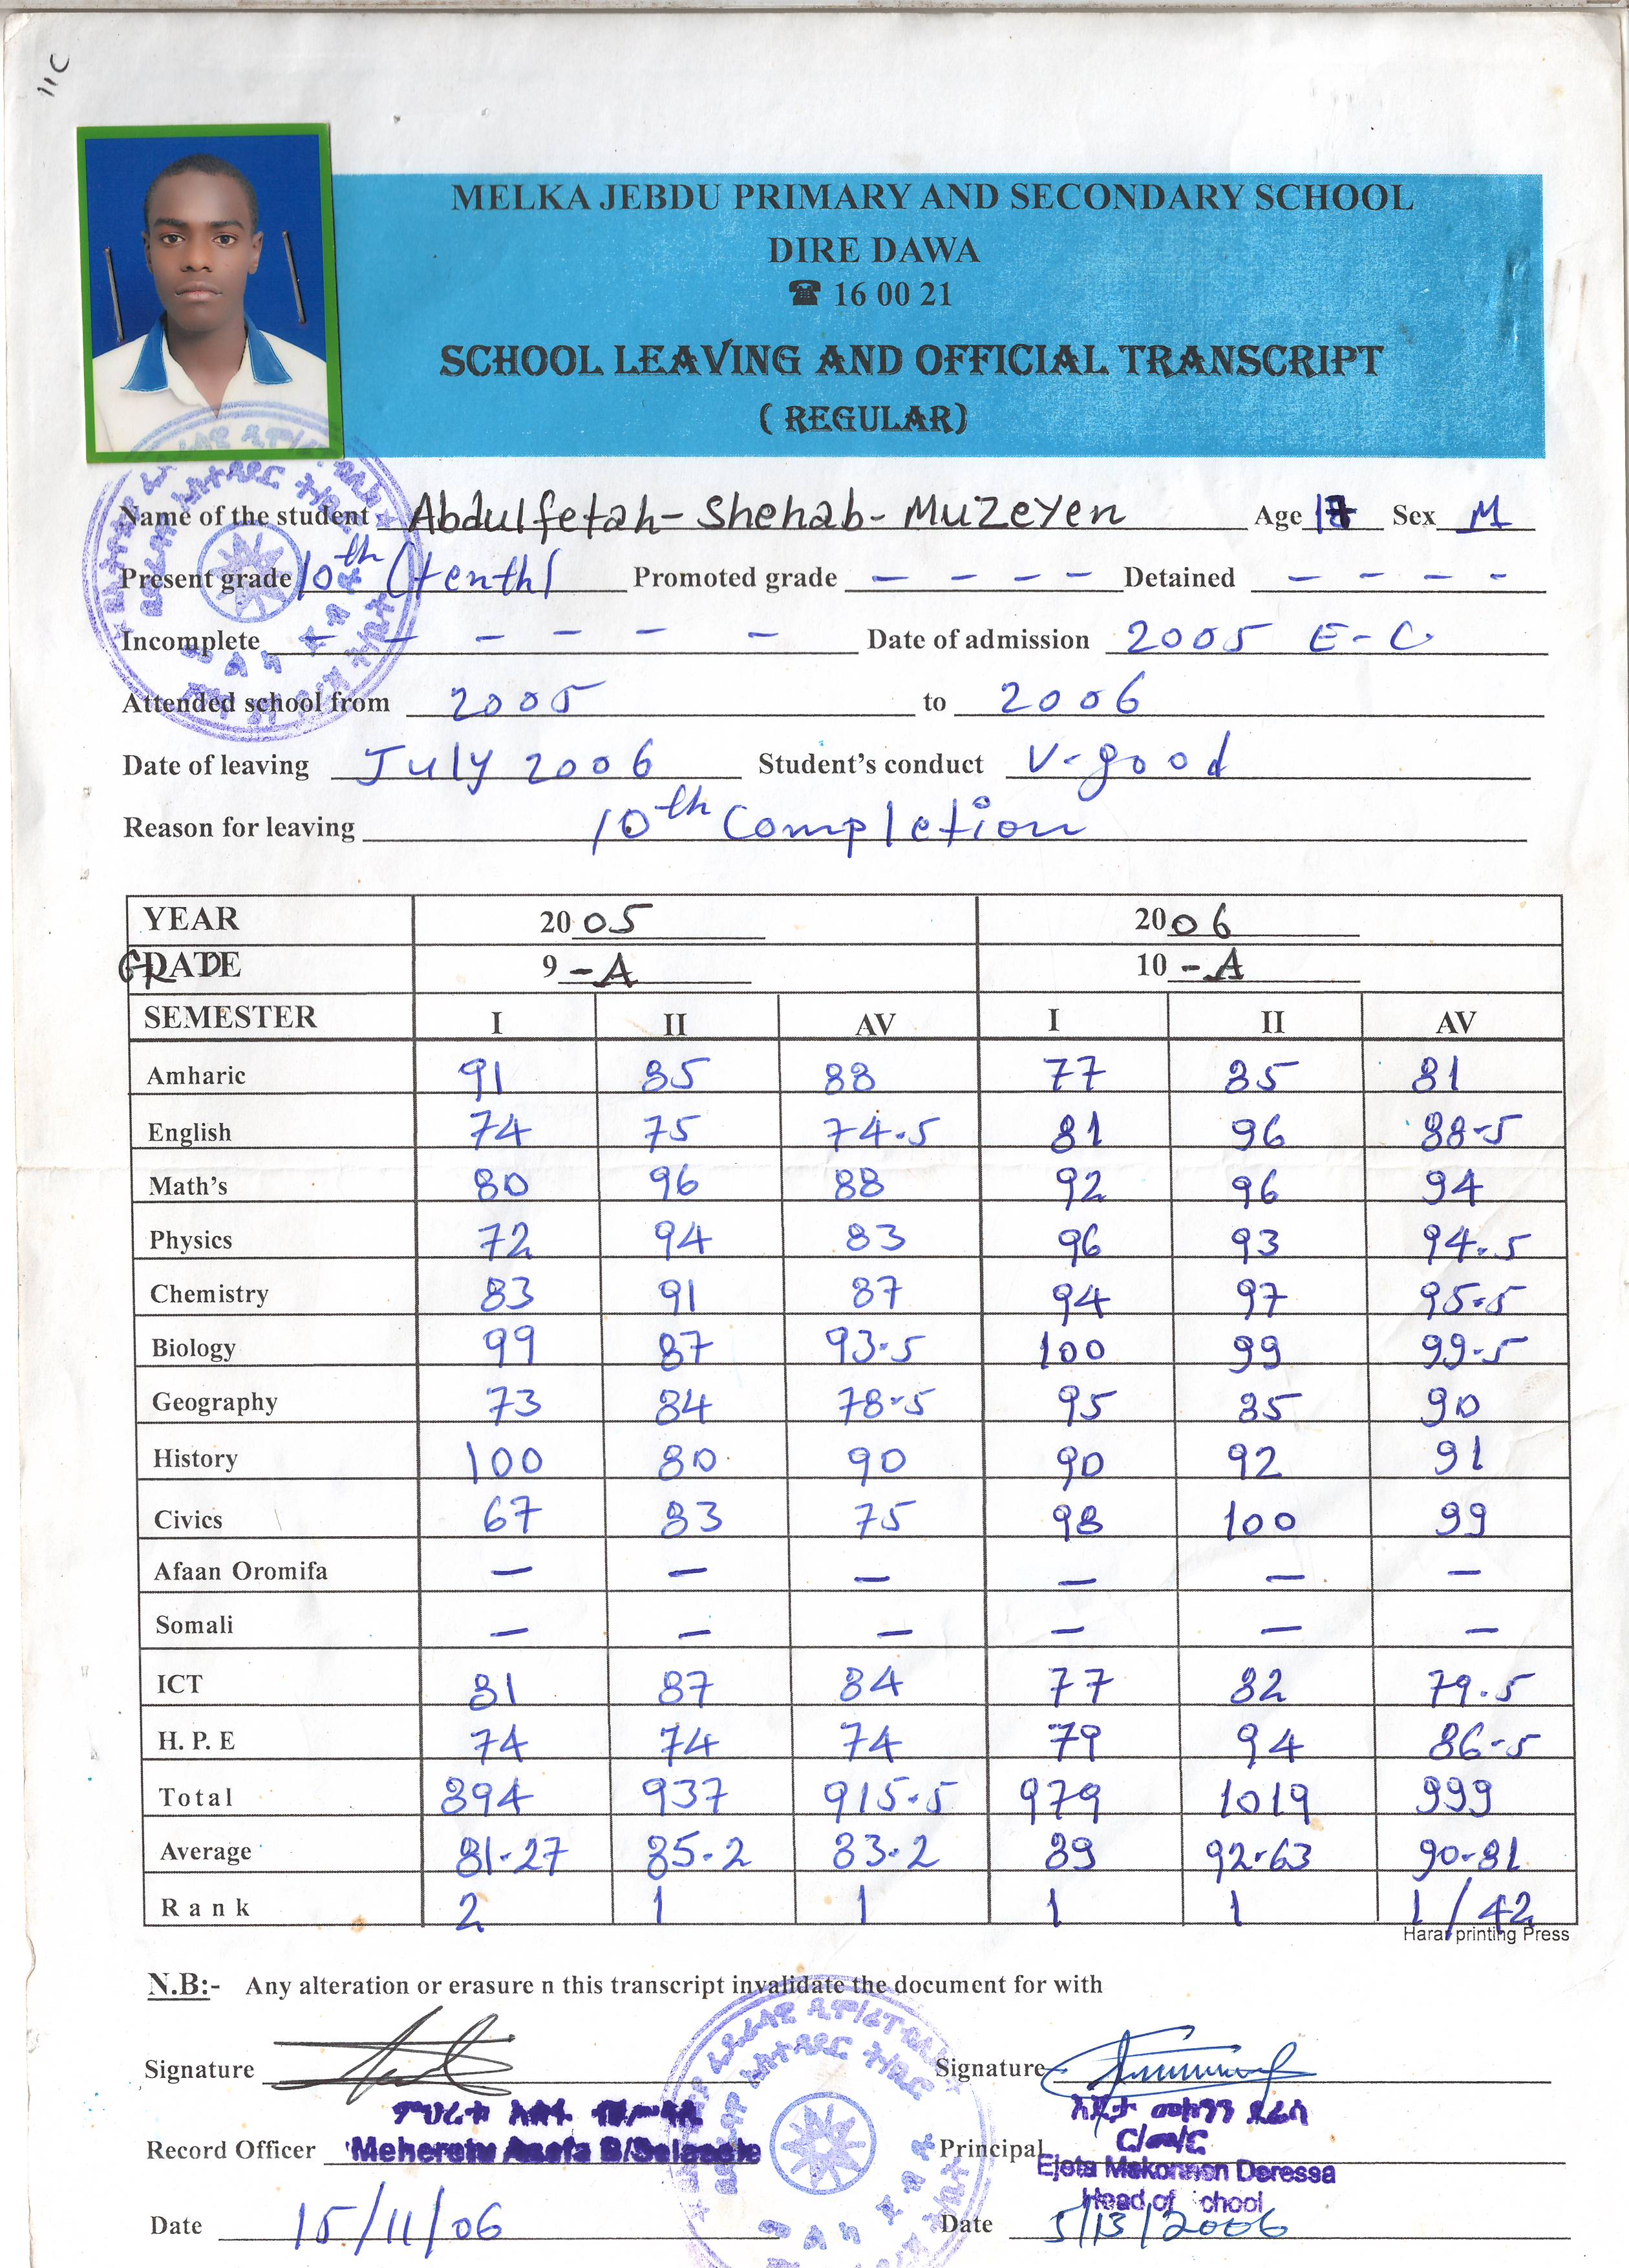 11C
MELKA JEBDU PRIMARY AND SECONDARY SCHOOL
DIRE DAWA
☎ 16 00 21
SCHOOL LEAVING AND OFFICIAL TRANSCRIPT
( REGULAR)
Name of the student Abdulfetah - Shehab - Muzeyen Age 17 Sex M
Present grade 10th (tenth) Promoted grade - - - - Detained - - - -
Incomplete - - - - - - Date of admission 2005 E-C
Attended school from 2005 to 2006
Date of leaving July 2006 Student's conduct V-good
Reason for leaving 10th Completion
YEAR 2005 2006
GRADE 9 -A 10 -A
SEMESTER I II AV I II AV
Amharic 91 85 88 77 85 81
English 74 75 74.5 81 96 88-5
Math's 80 96 88 92 96 94
Physics 72 94 83 96 93 94.5
Chemistry 83 91 87 94 97 95.5
Biology 99 87 93.5 100 99 99-5
Geography 73 84 78-5 95 85 90
History 100 80 90 90 92 91
Civics 67 83 75 98 100 99
Afaan Oromifa - - - - - -
Somali - - - - - -
ICT 81 87 84 77 82 79.5
H. P. E 74 74 74 79 94 86-5
Total 894 937 915.5 979 1019 999
Average 81-27 85.2 83.2 89 92-63 90-81
Rank 2 1 1 1 1 1/42
Harar printing Press
N.B:- Any alteration or erasure n this transcript invalidate the document for with
Signature Signature
Record Officer Meheretu Asefa B/Selassie Principal
Ejeta Mekonnen Deressa
Head of chool
Date 15/11/06 Date 5/13/2006